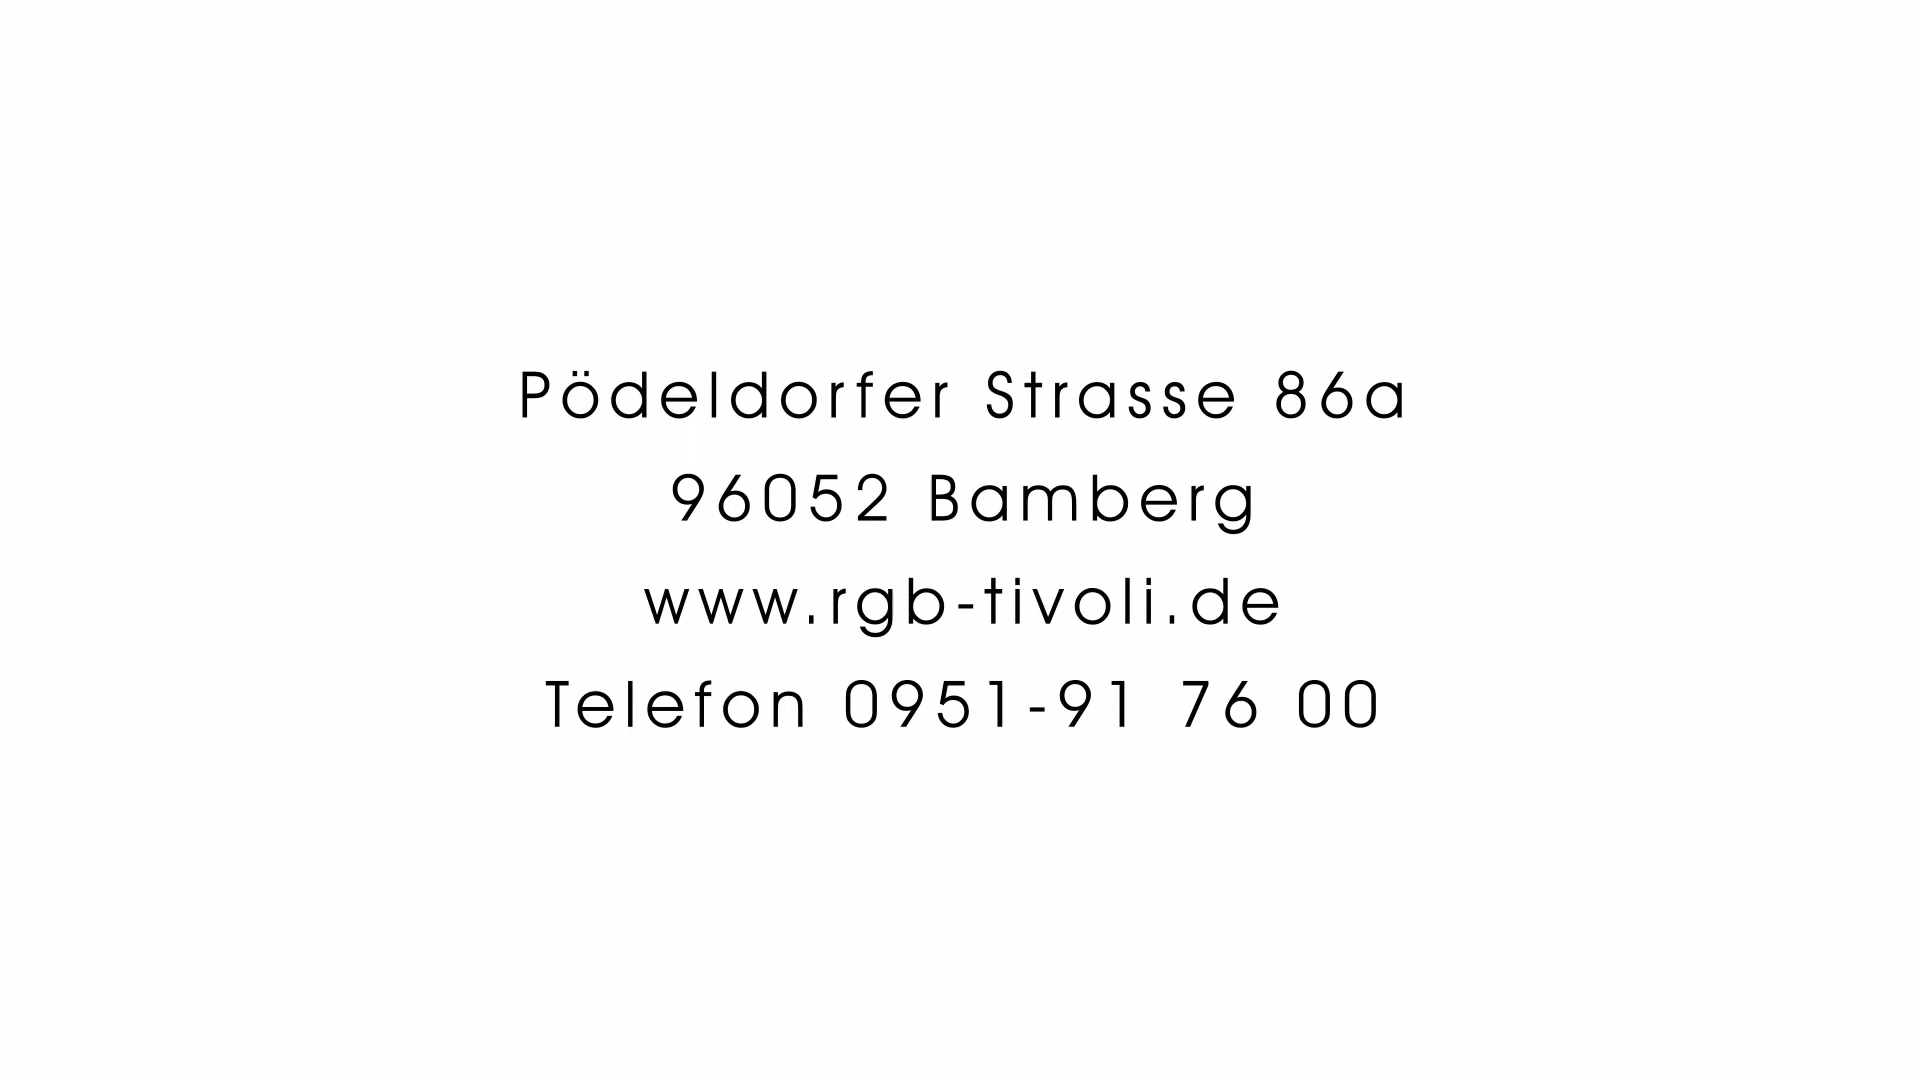 Pödeldorfer Strasse 86a
96052 Bamberg
www.rgb-tivoli.de
Telefon 0951-91 76 00